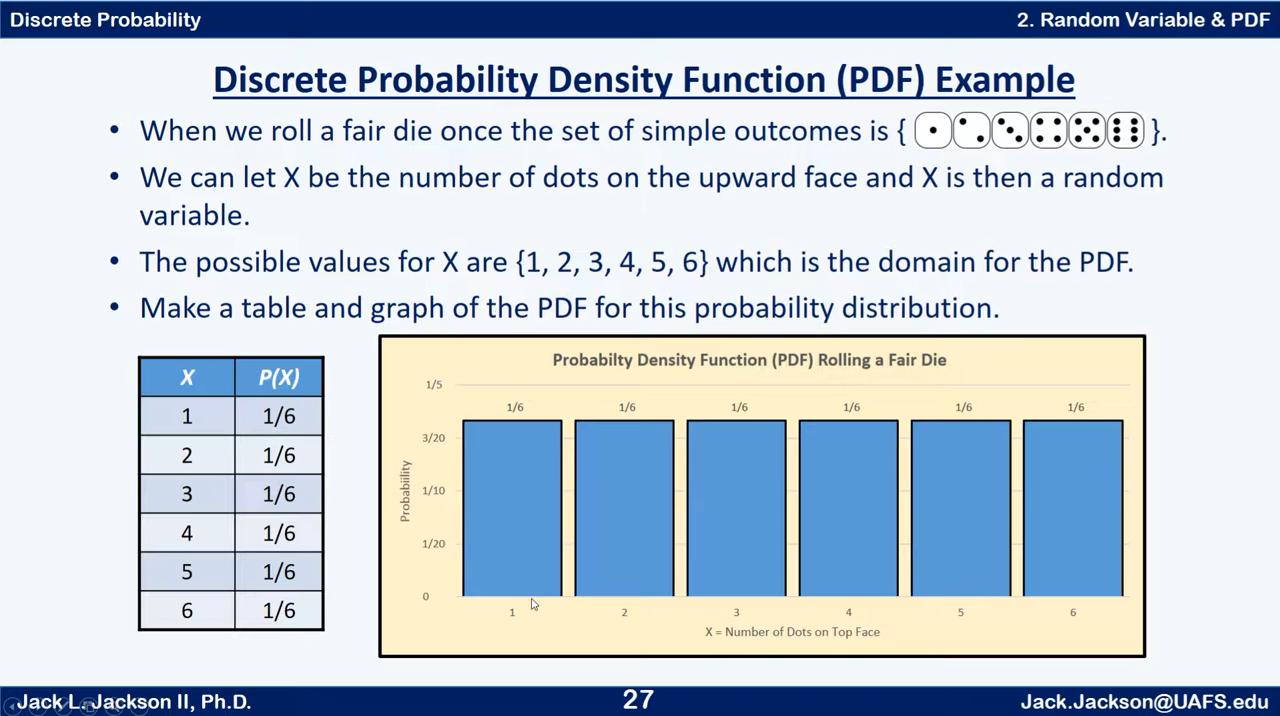 Discrete Probability
2. Random Variable & PDF
Discrete Probability Density Function (PDF) Example
• When we roll a fair die once the set of simple outcomes is { }.
• We can let X be the number of dots on the upward face and X is then a random
variable.
• The possible values for X are {1, 2, 3, 4, 5, 6} which is the domain for the PDF.
• Make a table and graph of the PDF for this probability distribution.
X P(X)
1 1/6
2 1/6
3 1/6
4 1/6
5 1/6
6 1/6
Probabilty Density Function (PDF) Rolling a Fair Die
1/5
1/6 1/6 1/6 1/6 1/6 1/6
3/20
1/10
1/20
0
Probability
1 2 3 4 5 6
X = Number of Dots on Top Face
Jack L. Jackson II, Ph.D.
27
Jack.Jackson@UAFS.edu